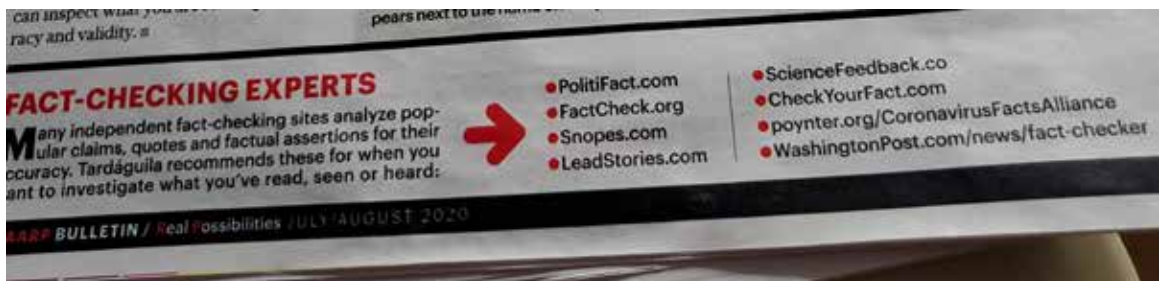 can inspect what you
racy and validity.
pears next to the
FACT-CHECKING EXPERTS
Many independent fact-checking sites analyze pop-
ular claims, quotes and factual assertions for their
ccuracy. Tardáguila recommends these for when you
ant to investigate what you've read, seen or heard:
•PolitiFact.com
•FactCheck.org
•Snopes.com
•LeadStories.com
•ScienceFeedback.co
•CheckYourFact.com
•poynter.org/CoronavirusFactsAlliance
•WashingtonPost.com/news/fact-checker
AARP BULLETIN / Real Possibilities JULY/AUGUST 2020